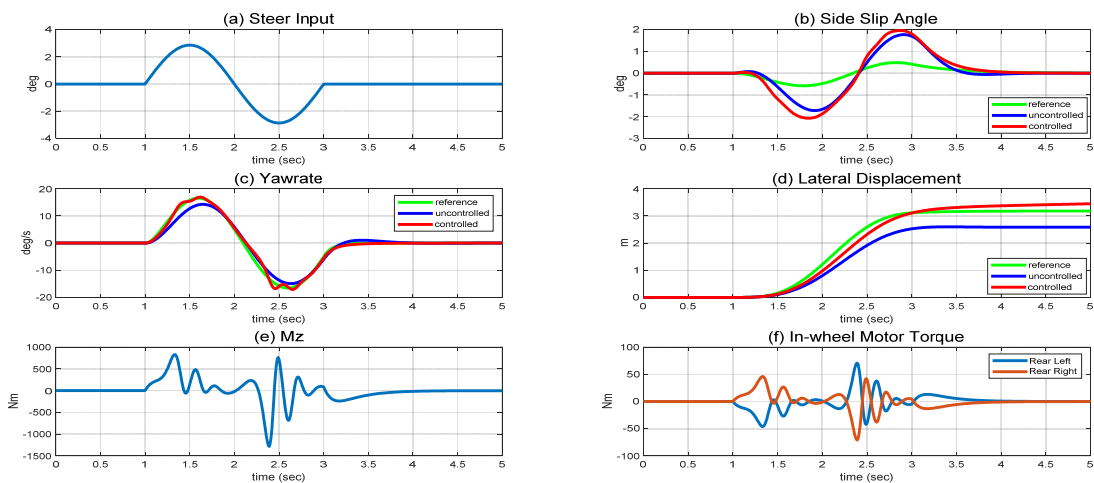 (a) Steer Input
4
2
0
-2
-4
deg
0 0.5 1 1.5 2 2.5 3 3.5 4 4.5 5
time (sec)
(b) Side Slip Angle
2
1
0
-1
-2
-3
deg
reference
uncontrolled
controlled
0 0.5 1 1.5 2 2.5 3 3.5 4 4.5 5
time (sec)
(c) Yawrate
20
10
0
-10
-20
deg/s
reference
uncontrolled
controlled
0 0.5 1 1.5 2 2.5 3 3.5 4 4.5 5
time (sec)
(d) Lateral Displacement
4
3
2
1
0
m
reference
uncontrolled
controlled
0 0.5 1 1.5 2 2.5 3 3.5 4 4.5 5
time (sec)
(e) Mz
1000
500
0
-500
-1000
-1500
Nm
0 0.5 1 1.5 2 2.5 3 3.5 4 4.5 5
time (sec)
(f) In-wheel Motor Torque
100
50
0
-50
-100
Nm
Rear Left
Rear Right
0 0.5 1 1.5 2 2.5 3 3.5 4 4.5 5
time (sec)